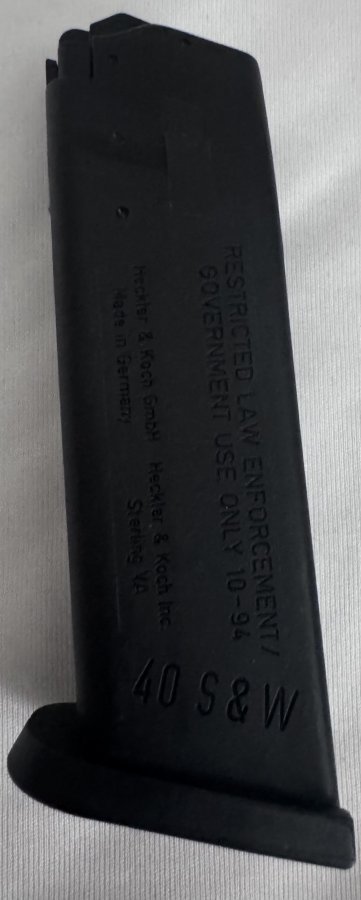 RESTRICTED LAW ENFORCEMENT/
GOVERNMENT USE ONLY 10-94
Heckler & Koch GmbH Heckler & Koch Inc.
Made in Germany Sterling VA
40 S & W